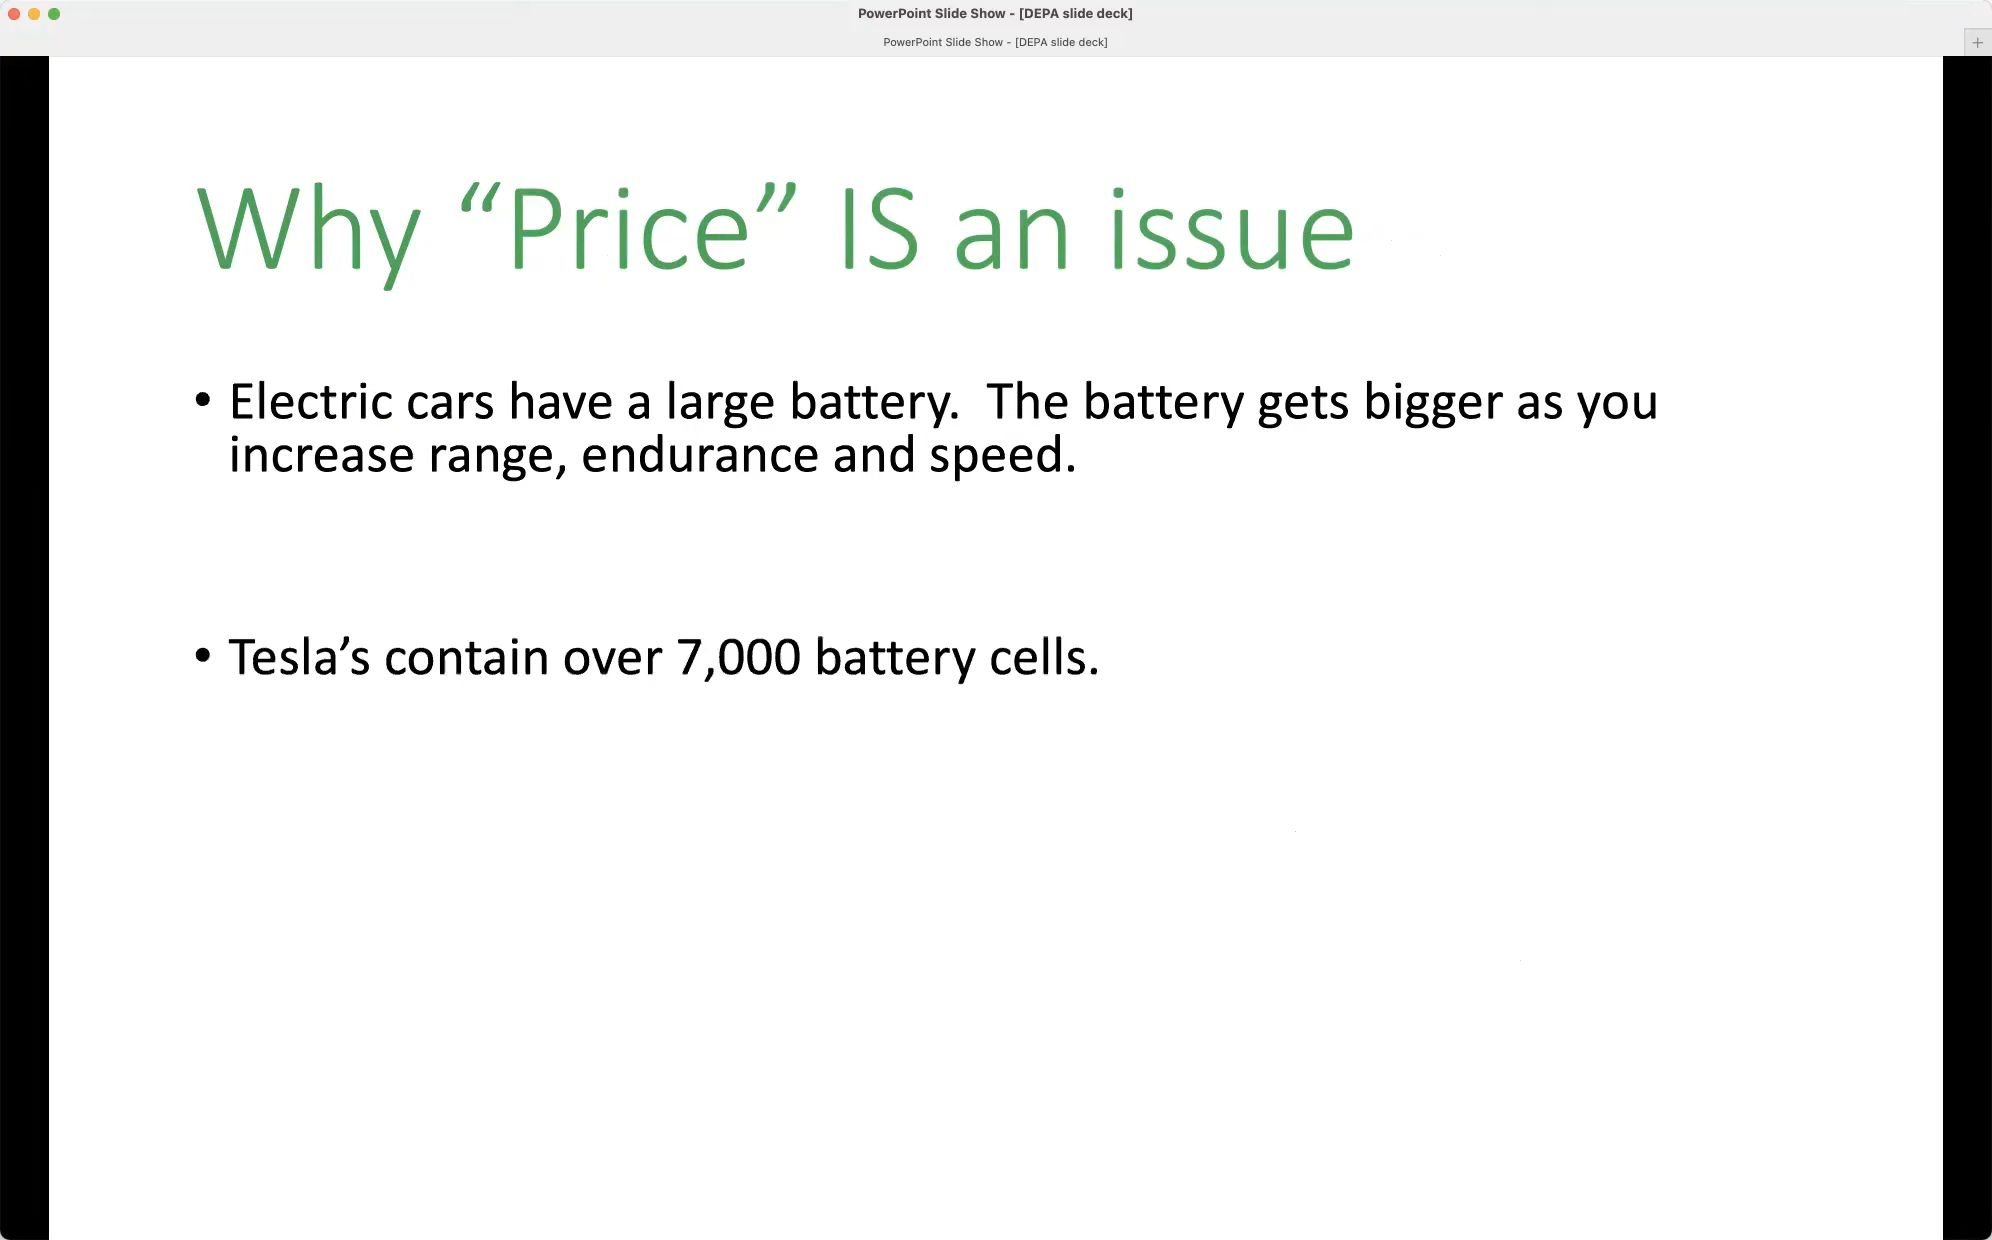 PowerPoint Slide Show - [DEPA slide deck]
PowerPoint Slide Show - [DEPA slide deck]
Why “Price” IS an issue
• Electric cars have a large battery.  The battery gets bigger as you
increase range, endurance and speed.
• Tesla’s contain over 7,000 battery cells.